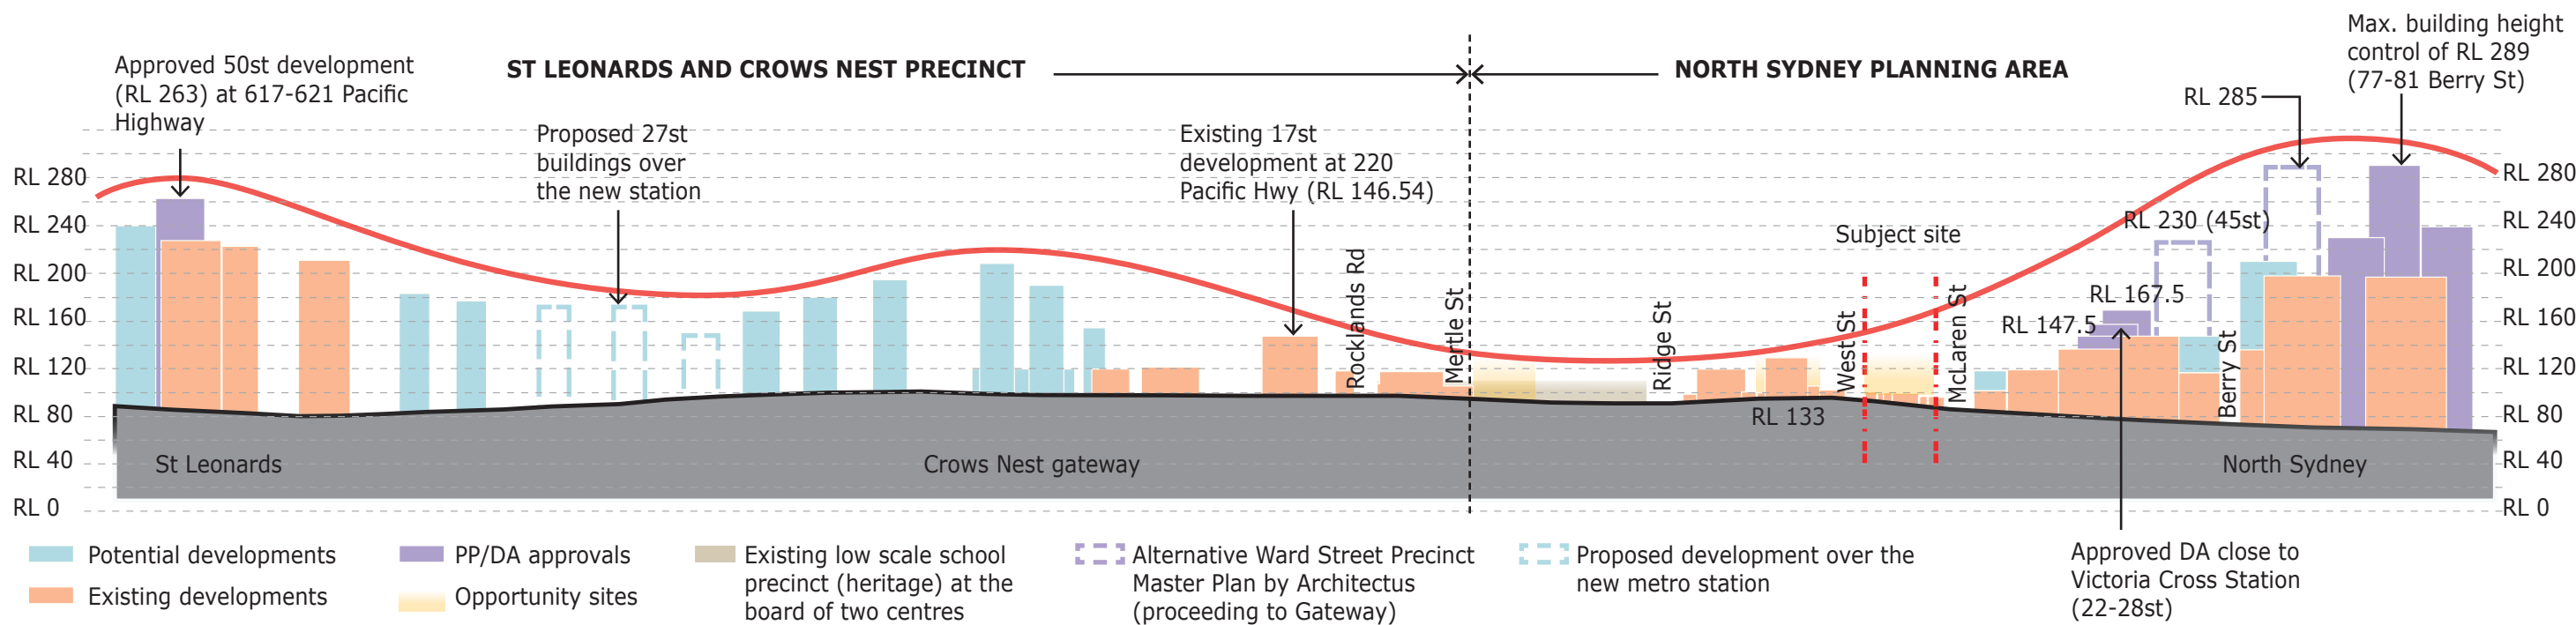 Max. building height
control of RL 289
(77-81 Berry St)
Approved 50st development
(RL 263) at 617-621 Pacific
Highway
ST LEONARDS AND CROWS NEST PRECINCT
NORTH SYDNEY PLANNING AREA
RL 285
Proposed 27st
buildings over
the new station
Existing 17st
development at 220
Pacific Hwy (RL 146.54)
Subject site
RL 230 (45st)
RL 167.5
RL 147.5
RL 133
RL 280
RL 240
RL 200
RL 160
RL 120
RL 80
RL 40
RL 0
Rocklands Rd
Mertle St
Ridge St
West St
McLaren St
Berry St
RL 280
RL 240
RL 200
RL 160
RL 120
RL 80
RL 40
RL 0
St Leonards
Crows Nest gateway
North Sydney
Potential developments
Existing developments
PP/DA approvals
Opportunity sites
Existing low scale school
precinct (heritage) at the
board of two centres
Alternative Ward Street Precinct
Master Plan by Architectus
(proceeding to Gateway)
Proposed development over the
new metro station
Approved DA close to
Victoria Cross Station
(22-28st)